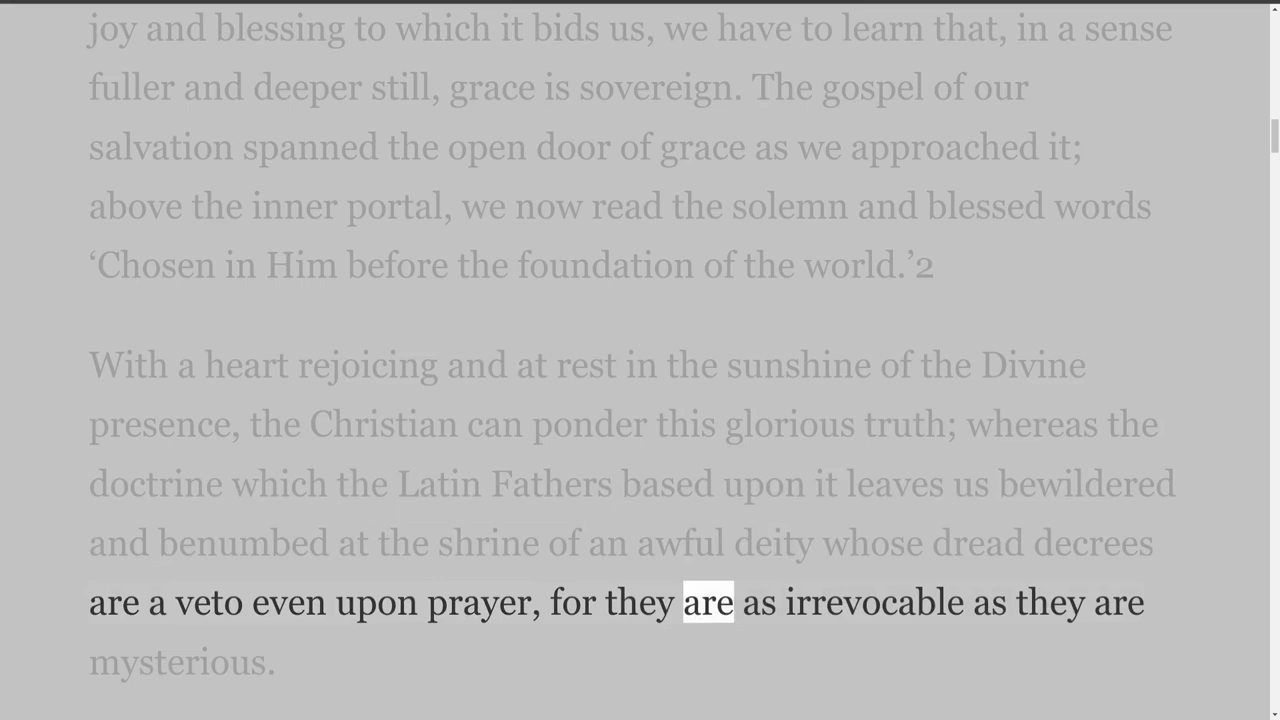 joy and blessing to which it bids us, we have to learn that, in a sense
fuller and deeper still, grace is sovereign. The gospel of our
salvation spanned the open door of grace as we approached it;
above the inner portal, we now read the solemn and blessed words
‘Chosen in Him before the foundation of the world.’2
With a heart rejoicing and at rest in the sunshine of the Divine
presence, the Christian can ponder this glorious truth; whereas the
doctrine which the Latin Fathers based upon it leaves us bewildered
and benumbed at the shrine of an awful deity whose dread decrees
are a veto even upon prayer, for they are as irrevocable as they are
mysterious.